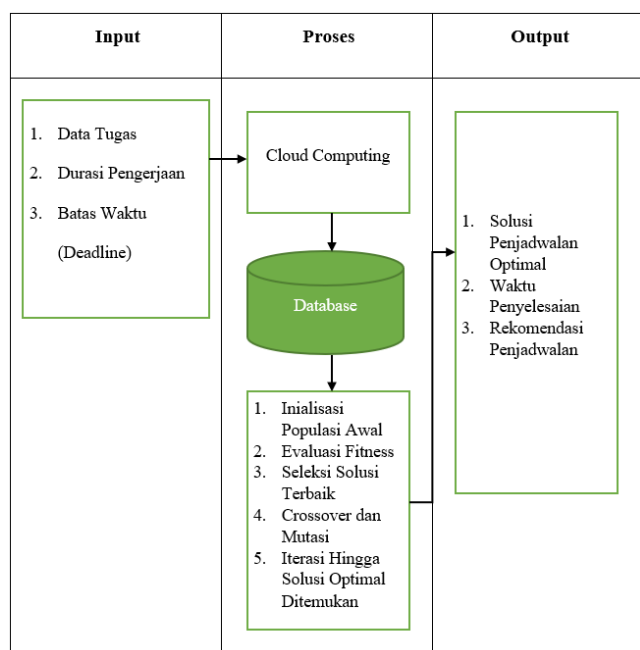 Input
Proses
Output
1. Data Tugas
2. Durasi Pengerjaan
3. Batas Waktu
(Deadline)
Cloud Computing
Database
1. Inialisasi
Populasi Awal
2. Evaluasi Fitness
3. Seleksi Solusi
Terbaik
4. Crossover dan
Mutasi
5. Iterasi Hingga
Solusi Optimal
Ditemukan
1. Solusi
Penjadwalan
Optimal
2. Waktu
Penyelesaian
3. Rekomendasi
Penjadwalan